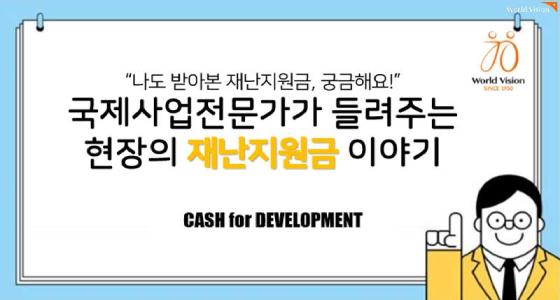 World Vision
70
World Vision
SINCE 1950
“나도 받아본 재난지원금, 궁금해요!”
국제사업전문가가 들려주는
현장의 재난지원금 이야기
CASH for DEVELOPMENT